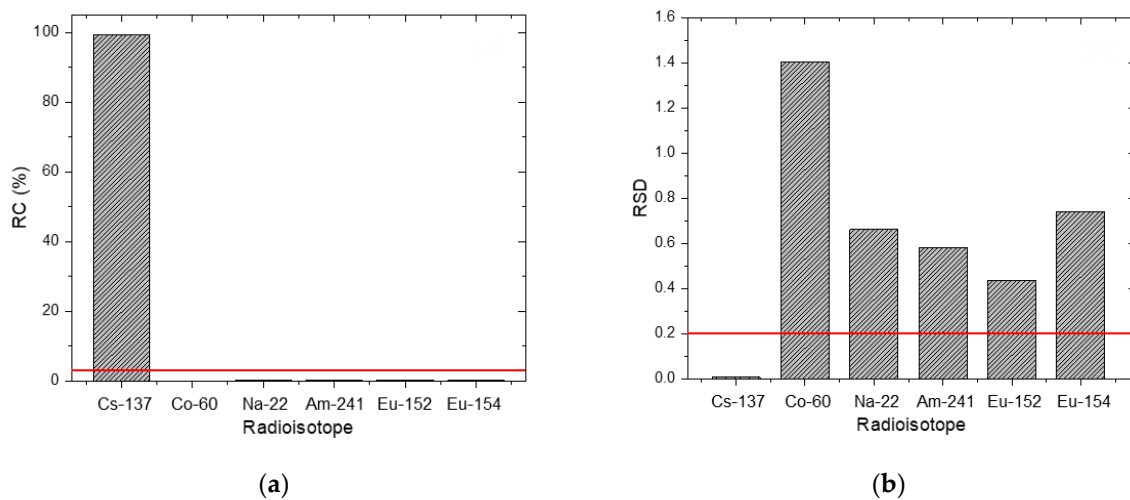 RC (%)
100
80
60
40
20
0
Cs-137 Co-60 Na-22 Am-241 Eu-152 Eu-154
Radioisotope
(a)
RSD
1.6
1.4
1.2
1.0
0.8
0.6
0.4
0.2
0.0
Cs-137 Co-60 Na-22 Am-241 Eu-152 Eu-154
Radioisotope
(b)